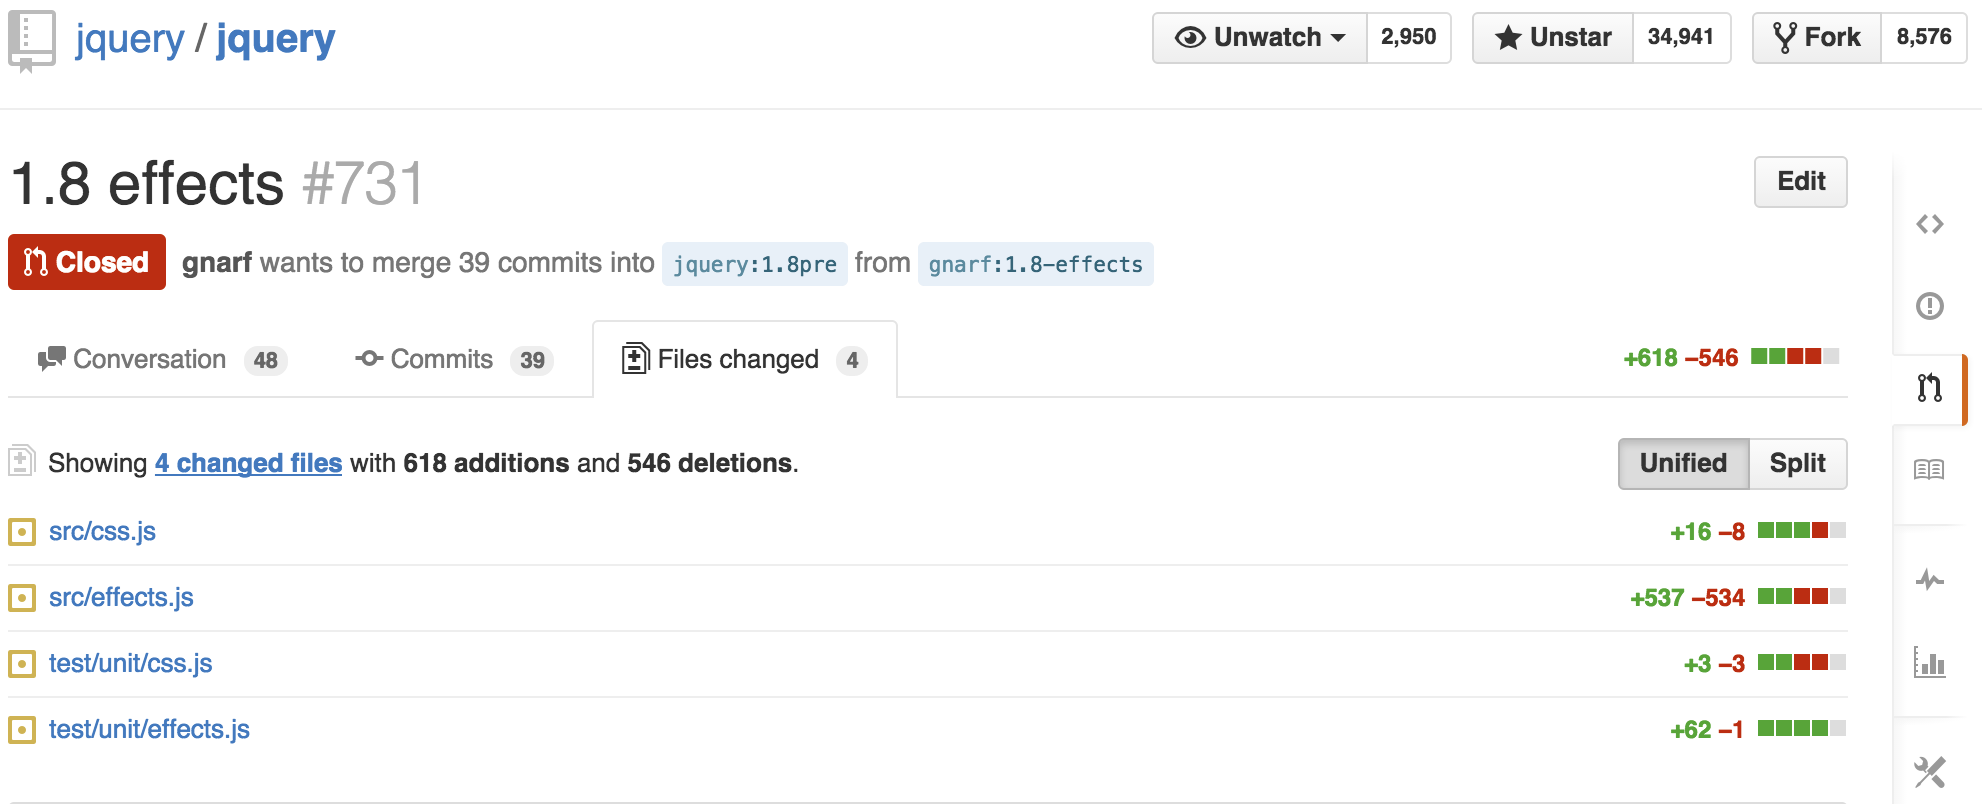 jquery / jquery Unwatch 2,950 Unstar 34,941 Fork 8,576
1.8 effects #731 Edit
Closed gnarf wants to merge 39 commits into jquery:1.8pre from gnarf:1.8-effects
Conversation 48 Commits 39 Files changed 4 +618 −546
Showing 4 changed files with 618 additions and 546 deletions. Unified Split
src/css.js +16 −8
src/effects.js +537 −534
test/unit/css.js +3 −3
test/unit/effects.js +62 −1